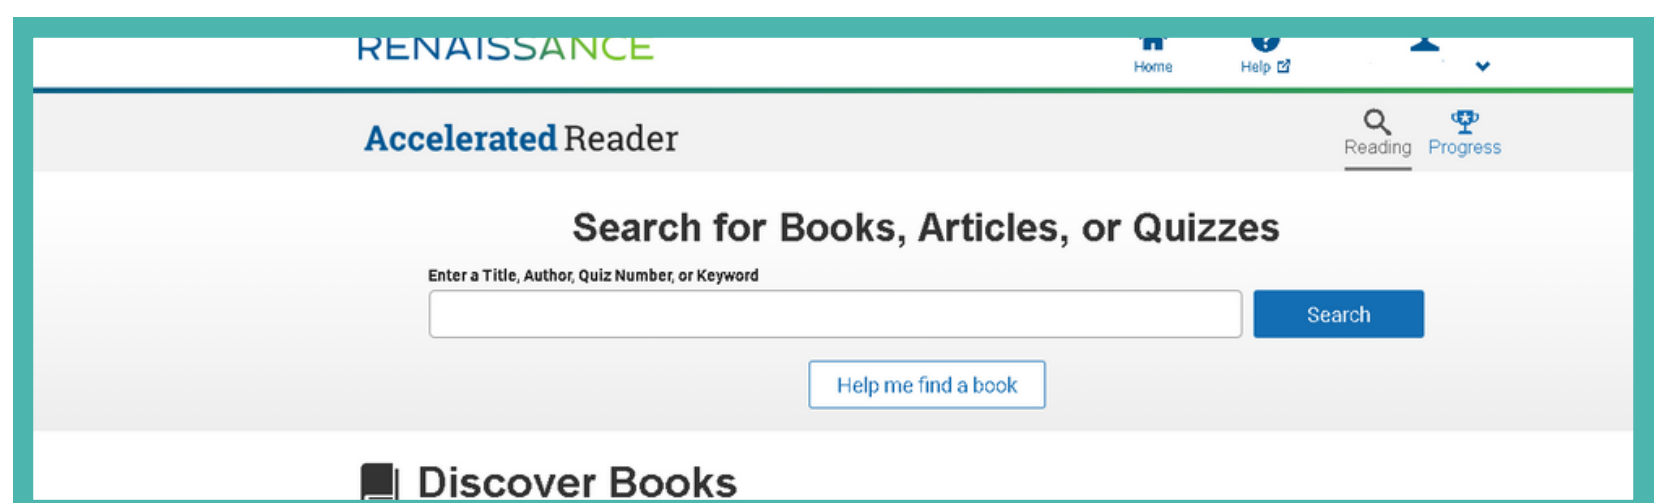 RENAISSANCE
Home
Help
Accelerated Reader
Reading
Progress
Search for Books, Articles, or Quizzes
Enter a Title, Author, Quiz Number, or Keyword
Search
Help me find a book
Discover Books